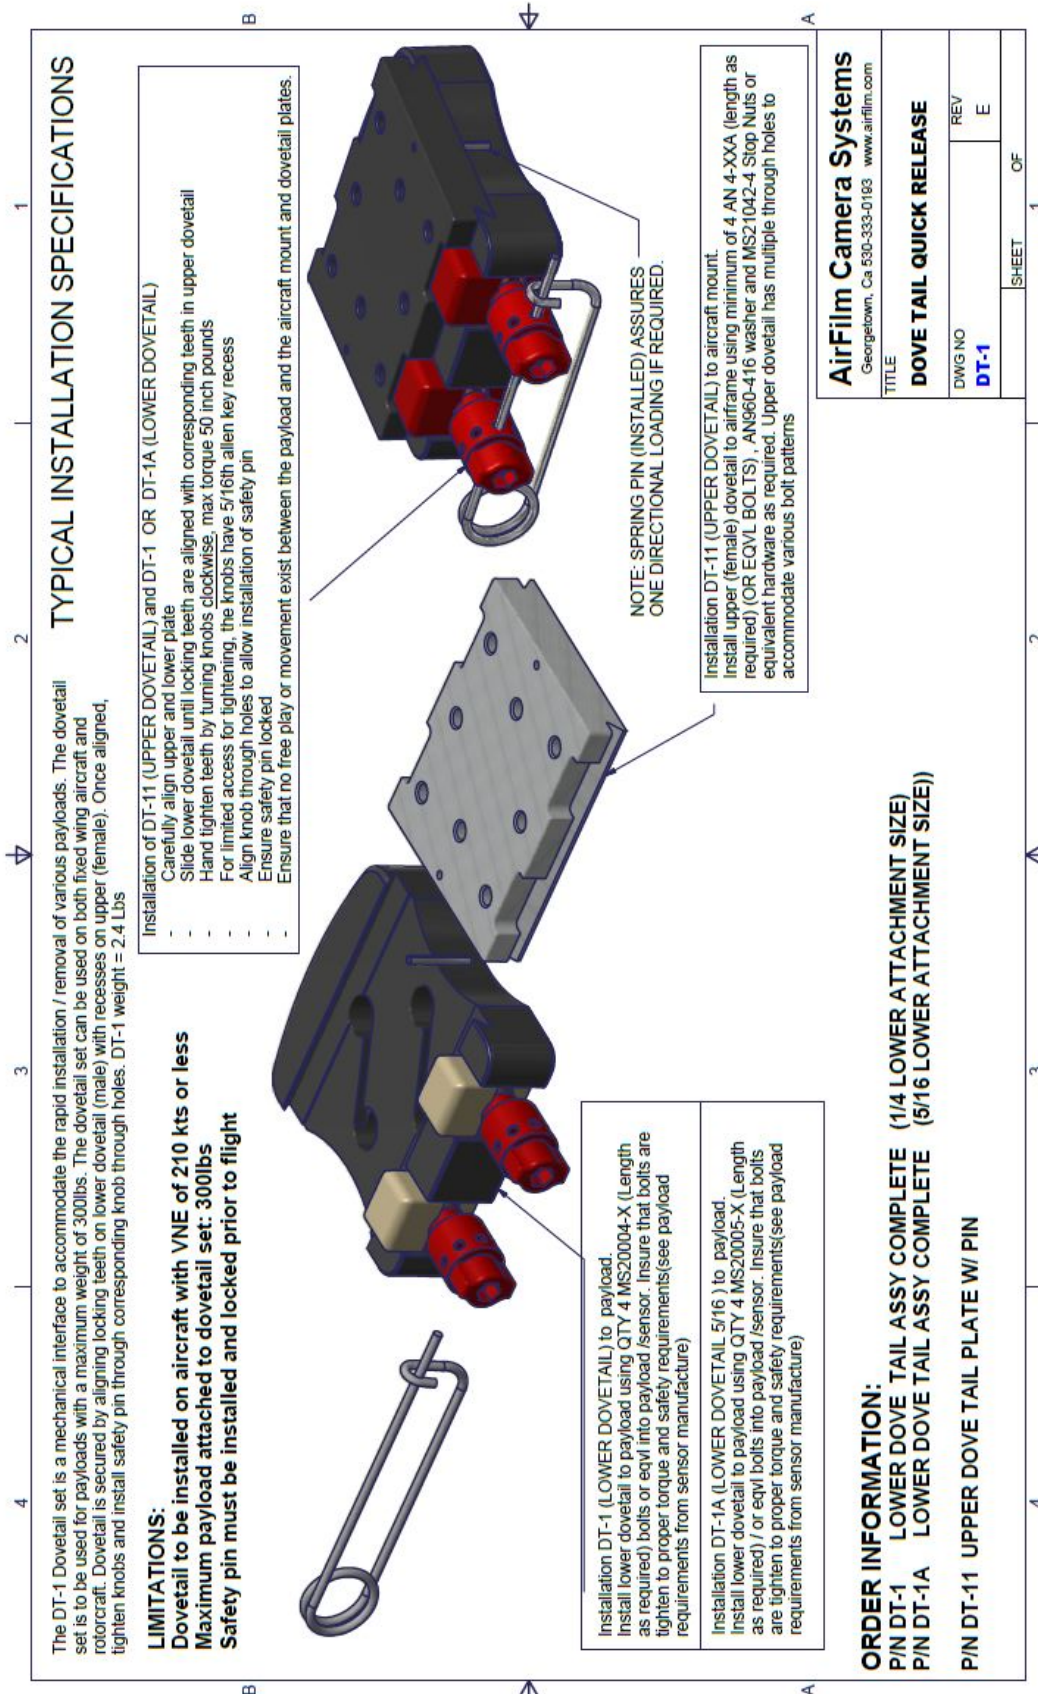 4
3
2
1
The DT-1 Dovetail set is a mechanical interface to accommodate the rapid installation / removal of various payloads. The dovetail
set is to be used for payloads with a maximum weight of 300lbs. The dovetail set can be used on both fixed wing aircraft and
rotorcraft. Dovetail is secured by aligning locking teeth on lower dovetail (male) with recesses on upper (female). Once aligned,
tighten knobs and install safety pin through corresponding knob through holes. DT-1 weight = 2.4 Lbs
TYPICAL INSTALLATION SPECIFICATIONS
LIMITATIONS:
Dovetail to be installed on aircraft with VNE of 210 kts or less
Maximum payload attached to dovetail set: 300lbs
Safety pin must be installed and locked prior to flight
Installation of DT-11 (UPPER DOVETAIL) and DT-1 OR DT-1A (LOWER DOVETAIL)
- Carefully align upper and lower plate
- Slide lower dovetail until locking teeth are aligned with corresponding teeth in upper dovetail
- Hand tighten teeth by turning knobs clockwise, max torque 50 inch pounds
- For limited access for tightening, the knobs have 5/16th allen key recess
- Align knob through holes to allow installation of safety pin
- Ensure safety pin locked
- Ensure that no free play or movement exist between the payload and the aircraft mount and dovetail plates.
B
B
NOTE: SPRING PIN (INSTALLED) ASSURES
ONE DIRECTIONAL LOADING IF REQUIRED.
Installation DT-1 (LOWER DOVETAIL) to payload.
Install lower dovetail to payload using QTY 4 MS20004-X (Length
as required) bolts or eqvl into payload /sensor. Insure that bolts are
tighten to proper torque and safety requirements(see payload
requirements from sensor manufacture)
Installation DT-1A (LOWER DOVETAIL 5/16 ) to payload.
Install lower dovetail to payload using QTY 4 MS20005-X (Length
as required) / or eqvl bolts into payload /sensor. Insure that bolts
are tighten to proper torque and safety requirements(see payload
requirements from sensor manufacture)
Installation DT-11 (UPPER DOVETAIL) to aircraft mount.
Install upper (female) dovetail to airframe using minimum of 4 AN 4-XXA (length as
required) (OR EQVL BOLTS), AN960-416 washer and MS21042-4 Stop Nuts or
equivalent hardware as required. Upper dovetail has multiple through holes to
accommodate various bolt patterns
A
A
ORDER INFORMATION:
P/N DT-1 LOWER DOVE TAIL ASSY COMPLETE (1/4 LOWER ATTACHMENT SIZE)
P/N DT-1A LOWER DOVE TAIL ASSY COMPLETE (5/16 LOWER ATTACHMENT SIZE))
P/N DT-11 UPPER DOVE TAIL PLATE W/ PIN
AirFilm Camera Systems
Georgetown, Ca 530-333-0193 www.airfilm.com
TITLE
DOVE TAIL QUICK RELEASE
DWG NO
DT-1
REV
E
SHEET OF
4
3
2
1